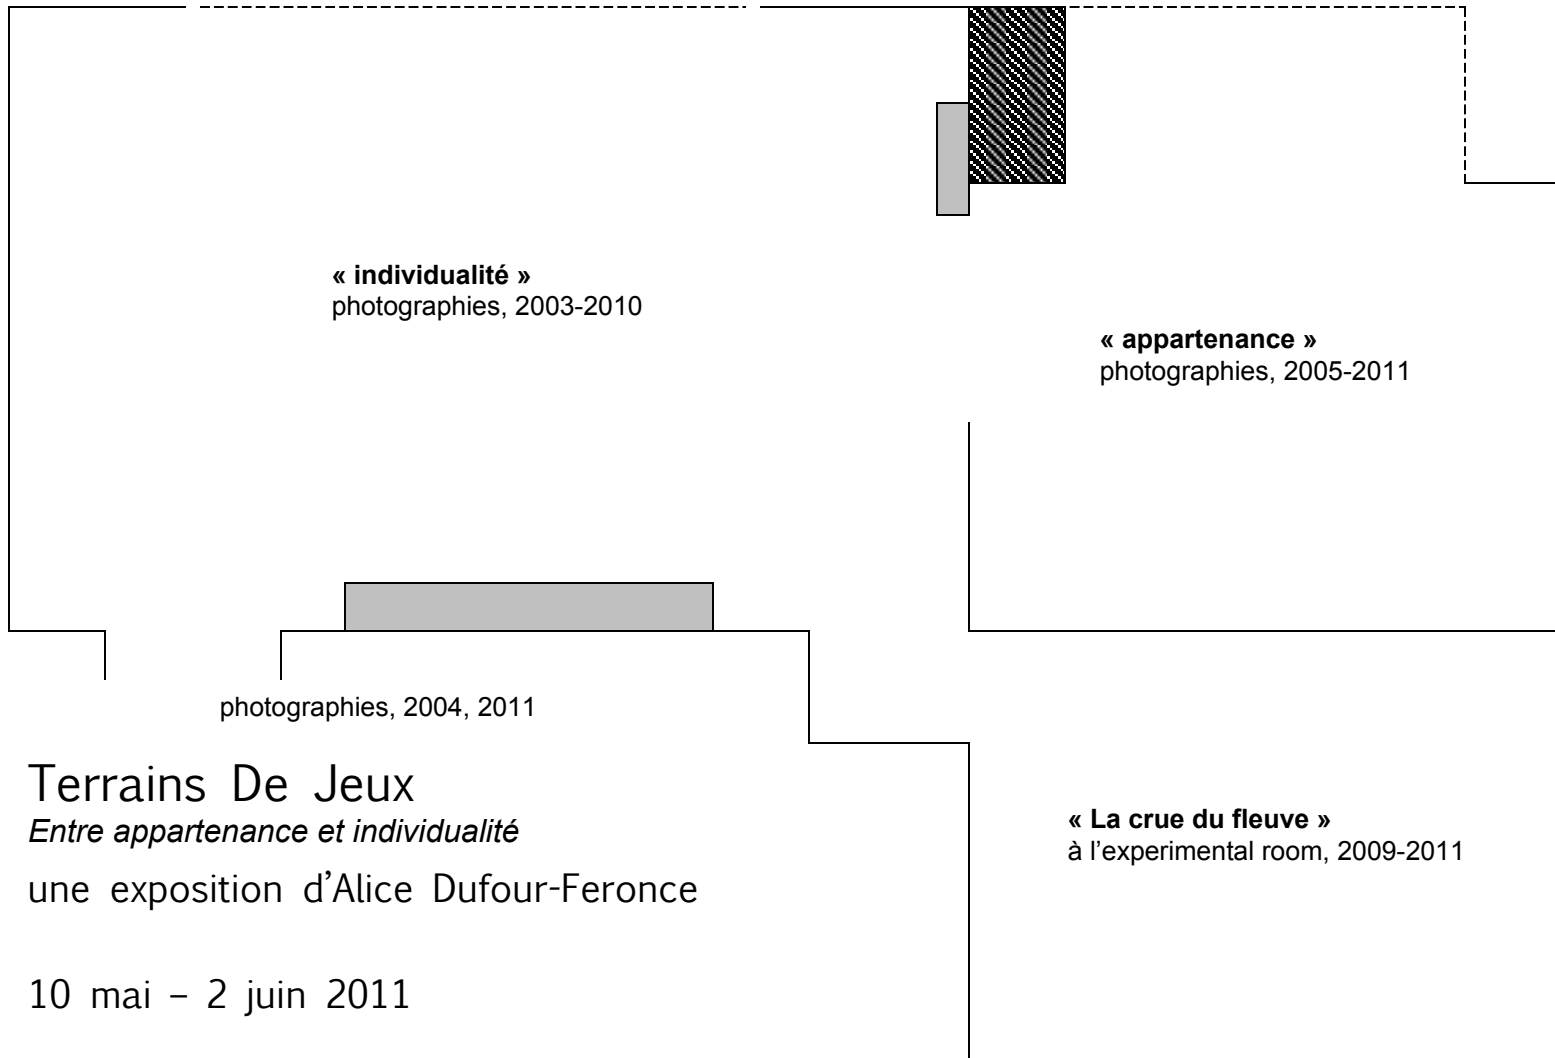 « individualité »
photographies, 2003-2010
« appartenance »
photographies, 2005-2011
photographies, 2004, 2011
Terrains De Jeux
Entre appartenance et individualité
une exposition d’Alice Dufour-Feronce
10 mai – 2 juin 2011
« La crue du fleuve »
à l’experimental room, 2009-2011